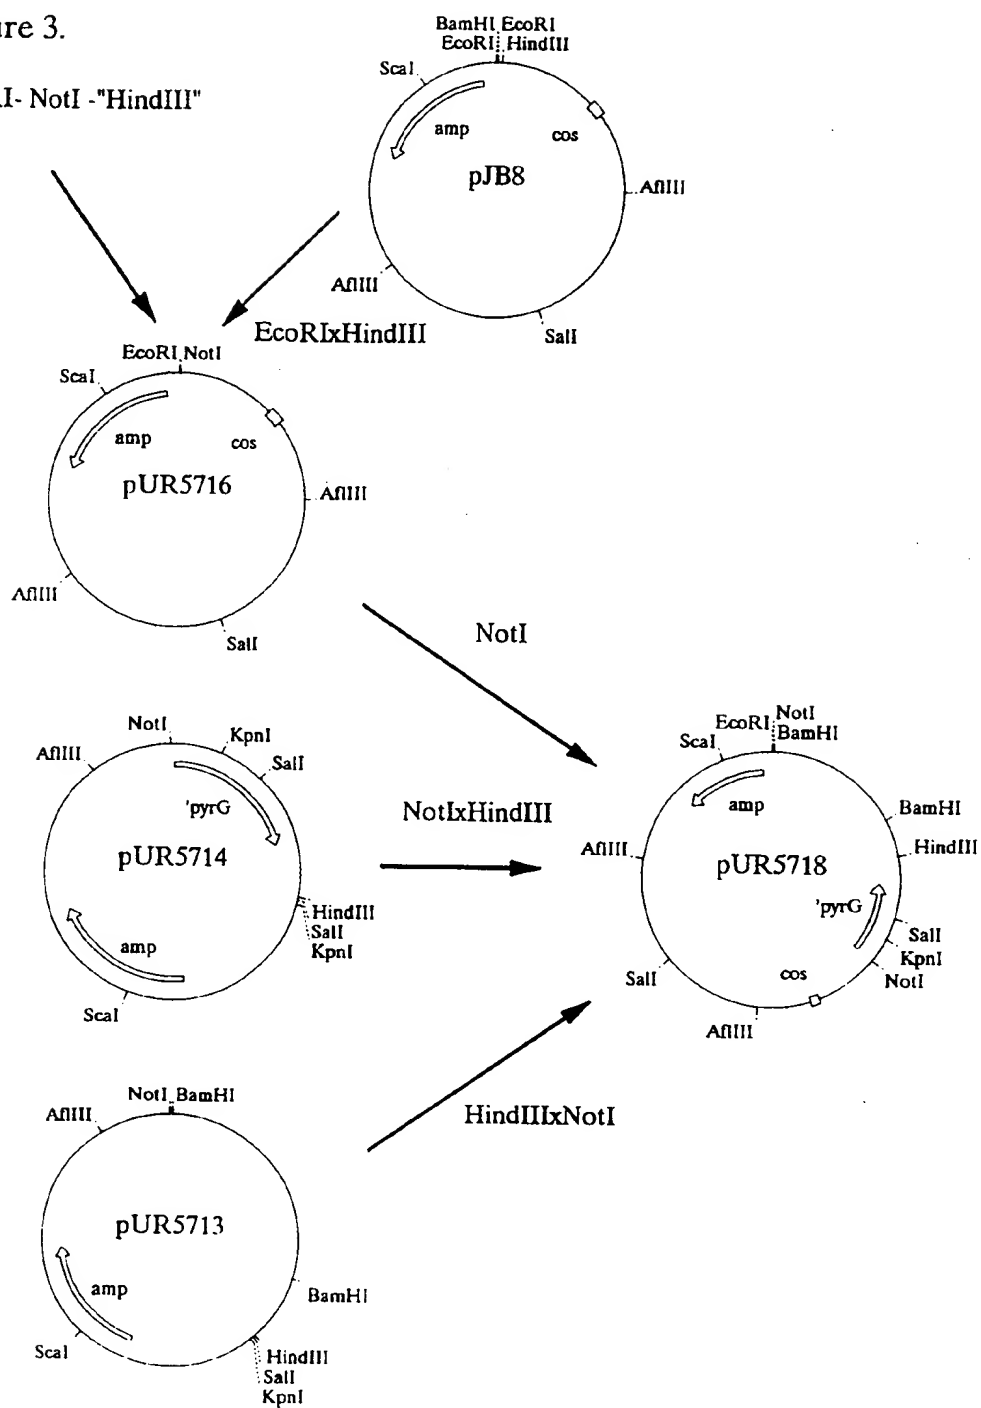 ure 3.
RI- NotI -"HindIII"
BamHI EcoRI
EcoRI HindIII
ScaI
amp
cos
pJB8
AflIII
AflIII
SalI
EcoRIxHindIII
EcoRI NotI
ScaI
amp
cos
pUR5716
AflIII
AflIII
SalI
NotI
NotI
KpnI
AflIII
SalI
'pyrG
pUR5714
HindIII
SalI
KpnI
amp
ScaI
NotIxHindIII
EcoRI NotI
BamHI
ScaI
amp
BamHI
AflIII
HindIII
pUR5718
'pyrG
SalI
KpnI
NotI
SalI
cos
AflIII
HindIIIxNotI
NotI BamHI
AflIII
pUR5713
amp
BamHI
ScaI
HindIII
SalI
KpnI